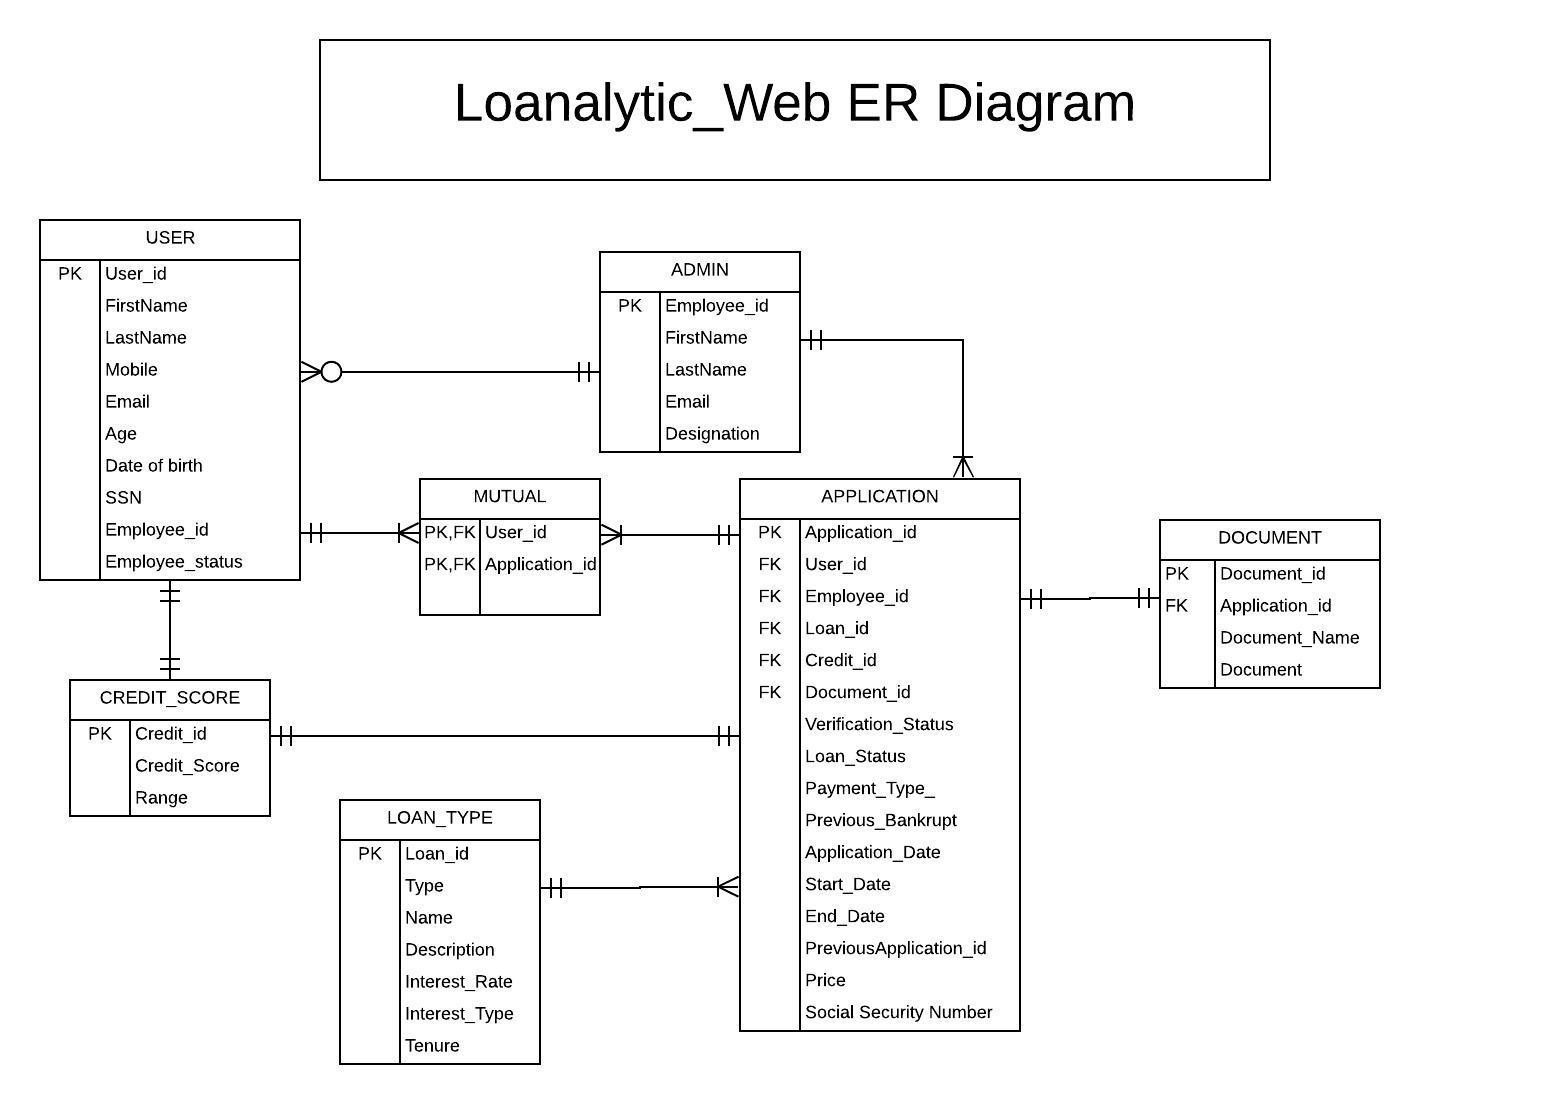 Loanalytic_Web ER Diagram
USER
PK User_id
FirstName
LastName
Mobile
Email
Age
Date of birth
SSN
Employee_id
Employee_status
ADMIN
PK Employee_id
FirstName
LastName
Email
Designation
MUTUAL
PK,FK User_id
PK,FK Application_id
APPLICATION
PK Application_id
FK User_id
FK Employee_id
FK Loan_id
FK Credit_id
FK Document_id
Verification_Status
Loan_Status
Payment_Type_
Previous_Bankrupt
Application_Date
Start_Date
End_Date
PreviousApplication_id
Price
Social Security Number
DOCUMENT
PK Document_id
FK Application_id
Document_Name
Document
CREDIT_SCORE
PK Credit_id
Credit_Score
Range
LOAN_TYPE
PK Loan_id
Type
Name
Description
Interest_Rate
Interest_Type
Tenure